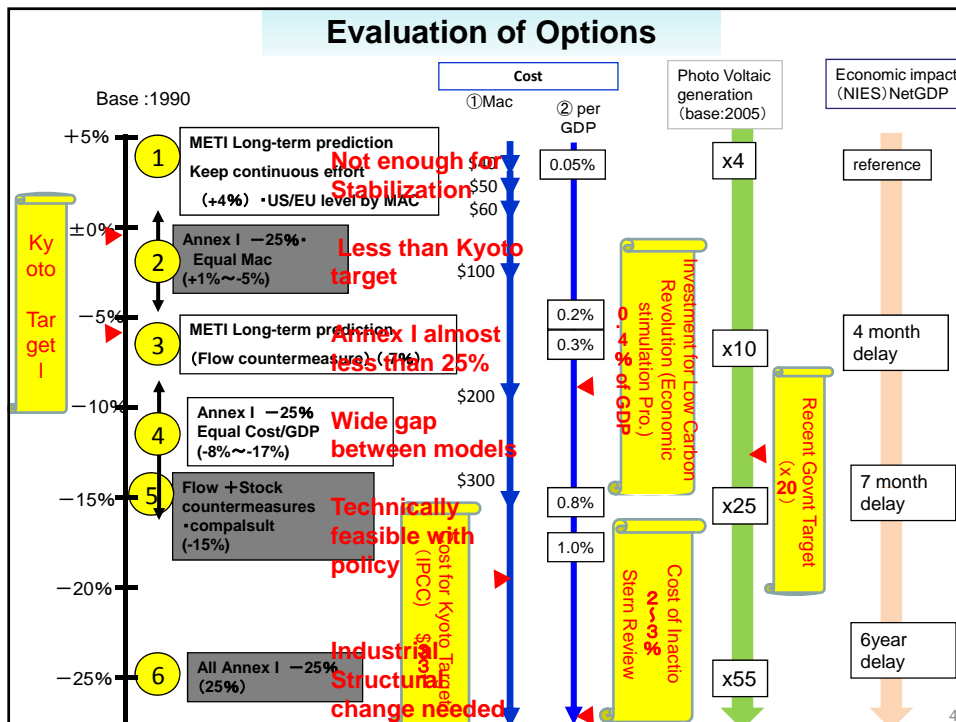 Evaluation of Options
Base :1990
Cost
①Mac
② per
GDP
Photo Voltaic
generation
(base:2005)
Economic impact
(NIES)NetGDP
+5%
±0%
−5%
−10%
−15%
−20%
−25%
Ky
oto
Tar
get
1
METI Long-term prediction
Keep continuous effort
(+4%) ・US/EU level by MAC
Not enough for
Stabilization
2
Annex I −25%・
Equal Mac
(+1%~-5%)
Less than Kyoto
target
3
METI Long-term prediction
(Flow countermeasure) (-7%)
Annex I almost
less than 25%
4
Annex I −25%
Equal Cost/GDP
(-8%~-17%)
Wide gap
between models
5
Flow +Stock
countermeasures
・compalsult
(-15%)
Technically
feasible with
policy
6
All Annex I −25%
(25%)
Industrial
Structural
change needed
$40
$50
$60
$100
$200
$300
Cost for Kyoto Target
(IPCC)
0.05%
0.2%
0.3%
0.8%
1.0%
Investment for Low Carbon
Revolution (Economic
stimulation Pro.)
0.4% of GDP
Cost of Inactio
Stern Review
2~3%
x4
x10
x25
x55
Recent Govnt Target
(x20)
reference
4 month
delay
7 month
delay
6year
delay
4